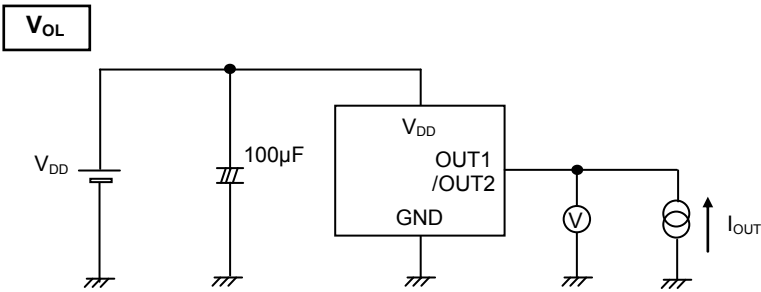 VOL
VDD
100μF
VDD
OUT1
/OUT2
GND
V
IOUT